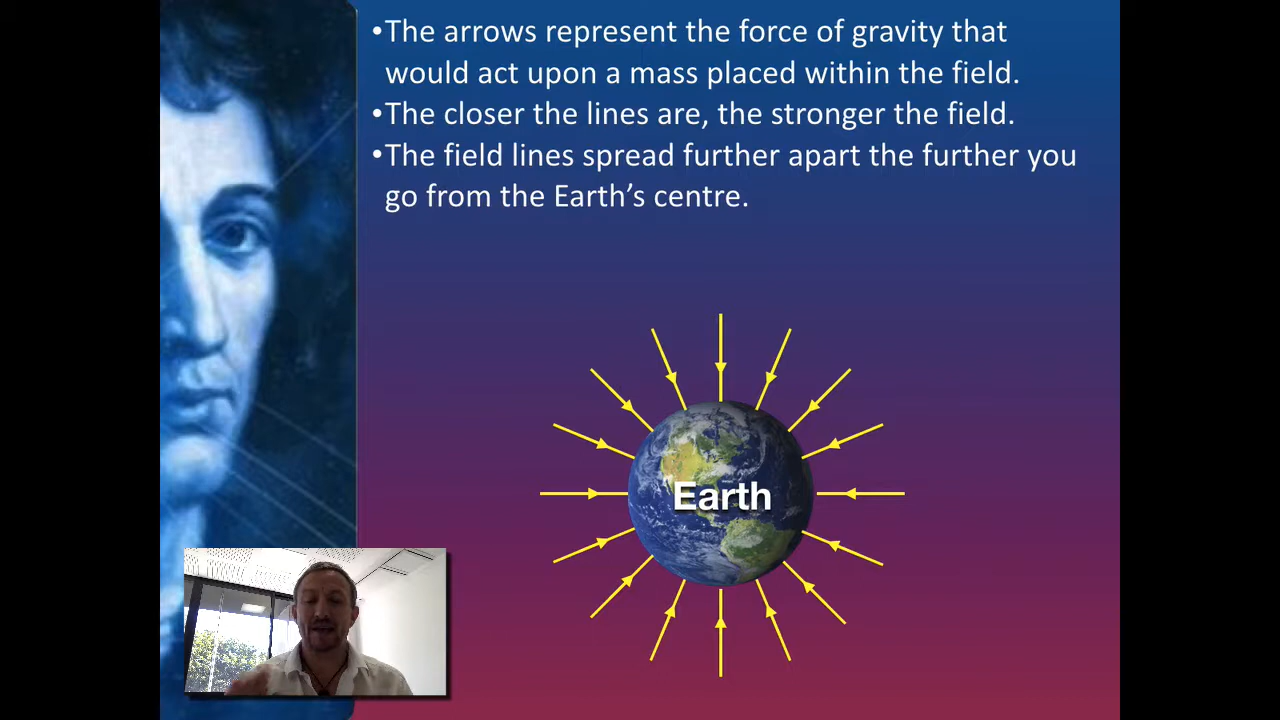 •The arrows represent the force of gravity that
would act upon a mass placed within the field.
•The closer the lines are, the stronger the field.
•The field lines spread further apart the further you
go from the Earth’s centre.
Earth